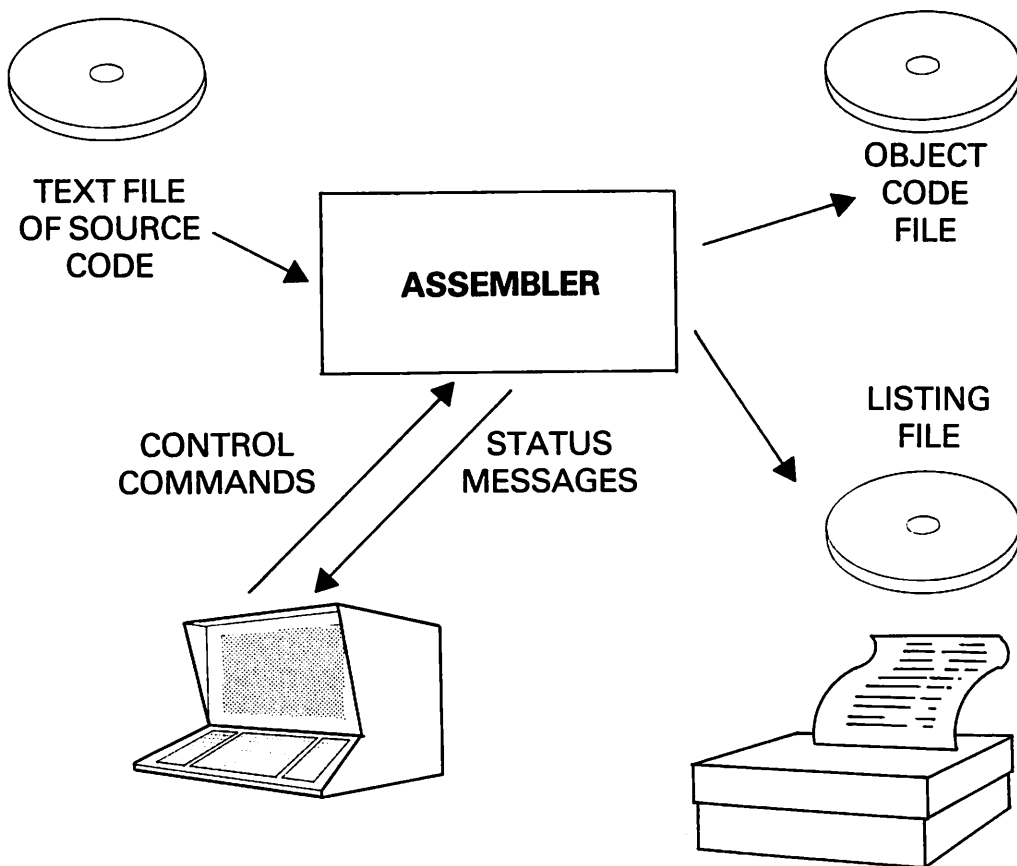 TEXT FILE
OF SOURCE
CODE
OBJECT
CODE
FILE
ASSEMBLER
CONTROL
COMMANDS
STATUS
MESSAGES
LISTING
FILE